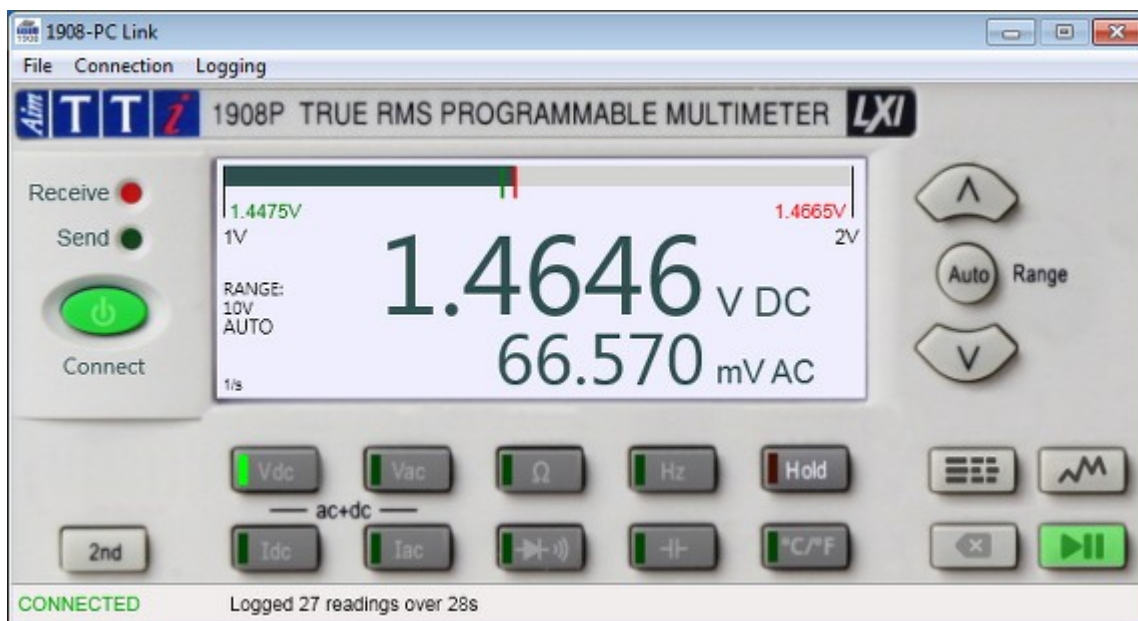 1908-PC Link
File Connection Logging
Aim TTi 1908P TRUE RMS PROGRAMMABLE MULTIMETER LXI
Receive
Send
Connect
1.4475V 1.4665V
1V 2V
1.4646 V DC
RANGE:
10V
AUTO
66.570 mV AC
1/s
Auto Range
Vdc Vac Ω Hz Hold
ac+dc
2nd Idc Iac °C/°F
CONNECTED Logged 27 readings over 28s